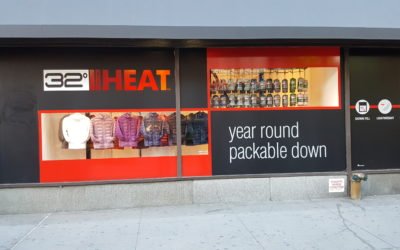 32° HEAT
year round
packable down